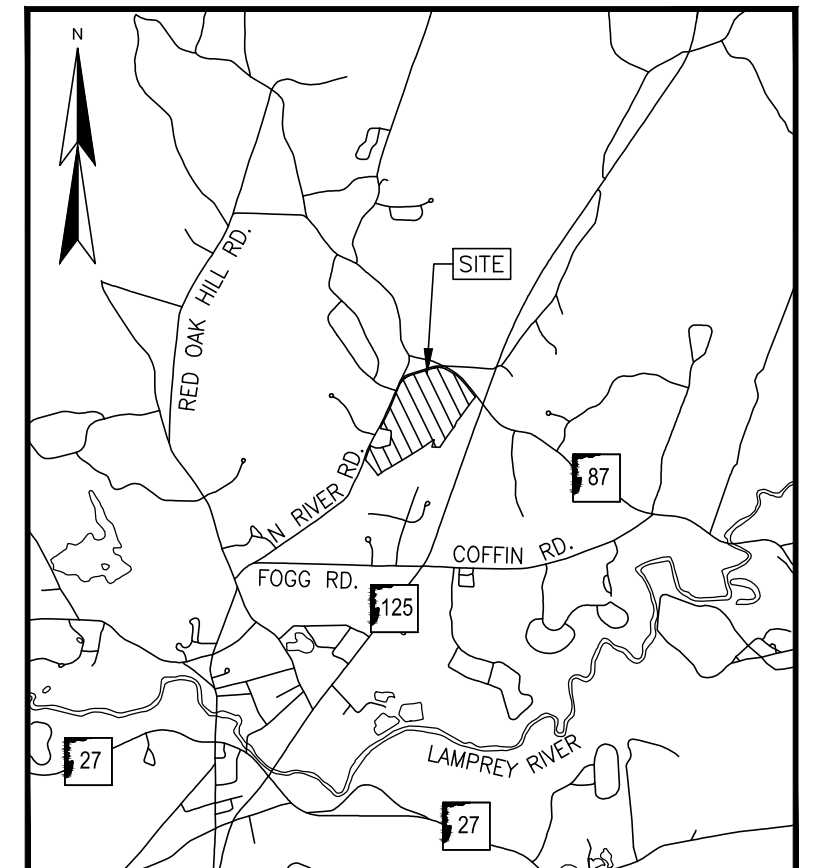 N
SITE
RED OAK HILL RD.
N RIVER RD.
87
COFFIN RD.
FOGG RD.
125
LAMPREY RIVER
27
27